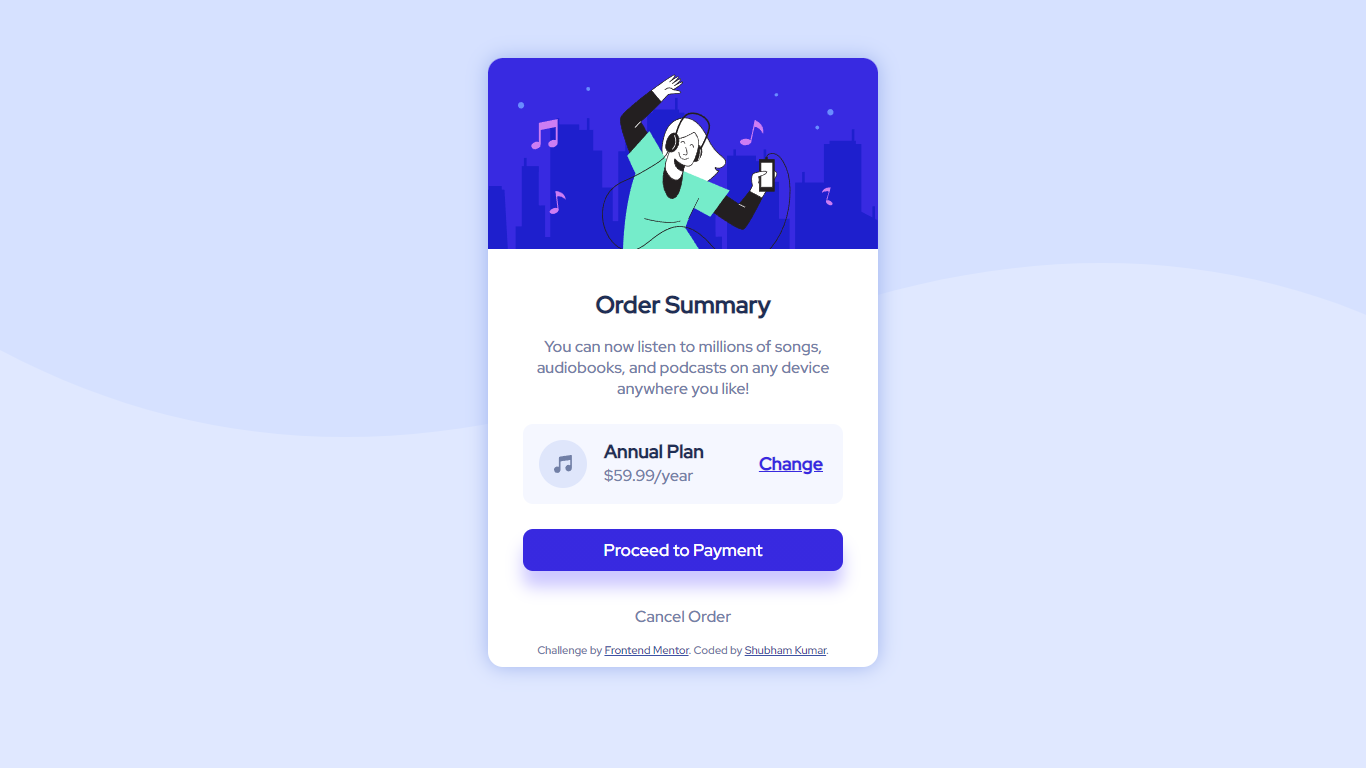 Order Summary
You can now listen to millions of songs,
audiobooks, and podcasts on any device
anywhere you like!
Annual Plan
$59.99/year
Change
Proceed to Payment
Cancel Order
Challenge by Frontend Mentor. Coded by Shubham Kumar.